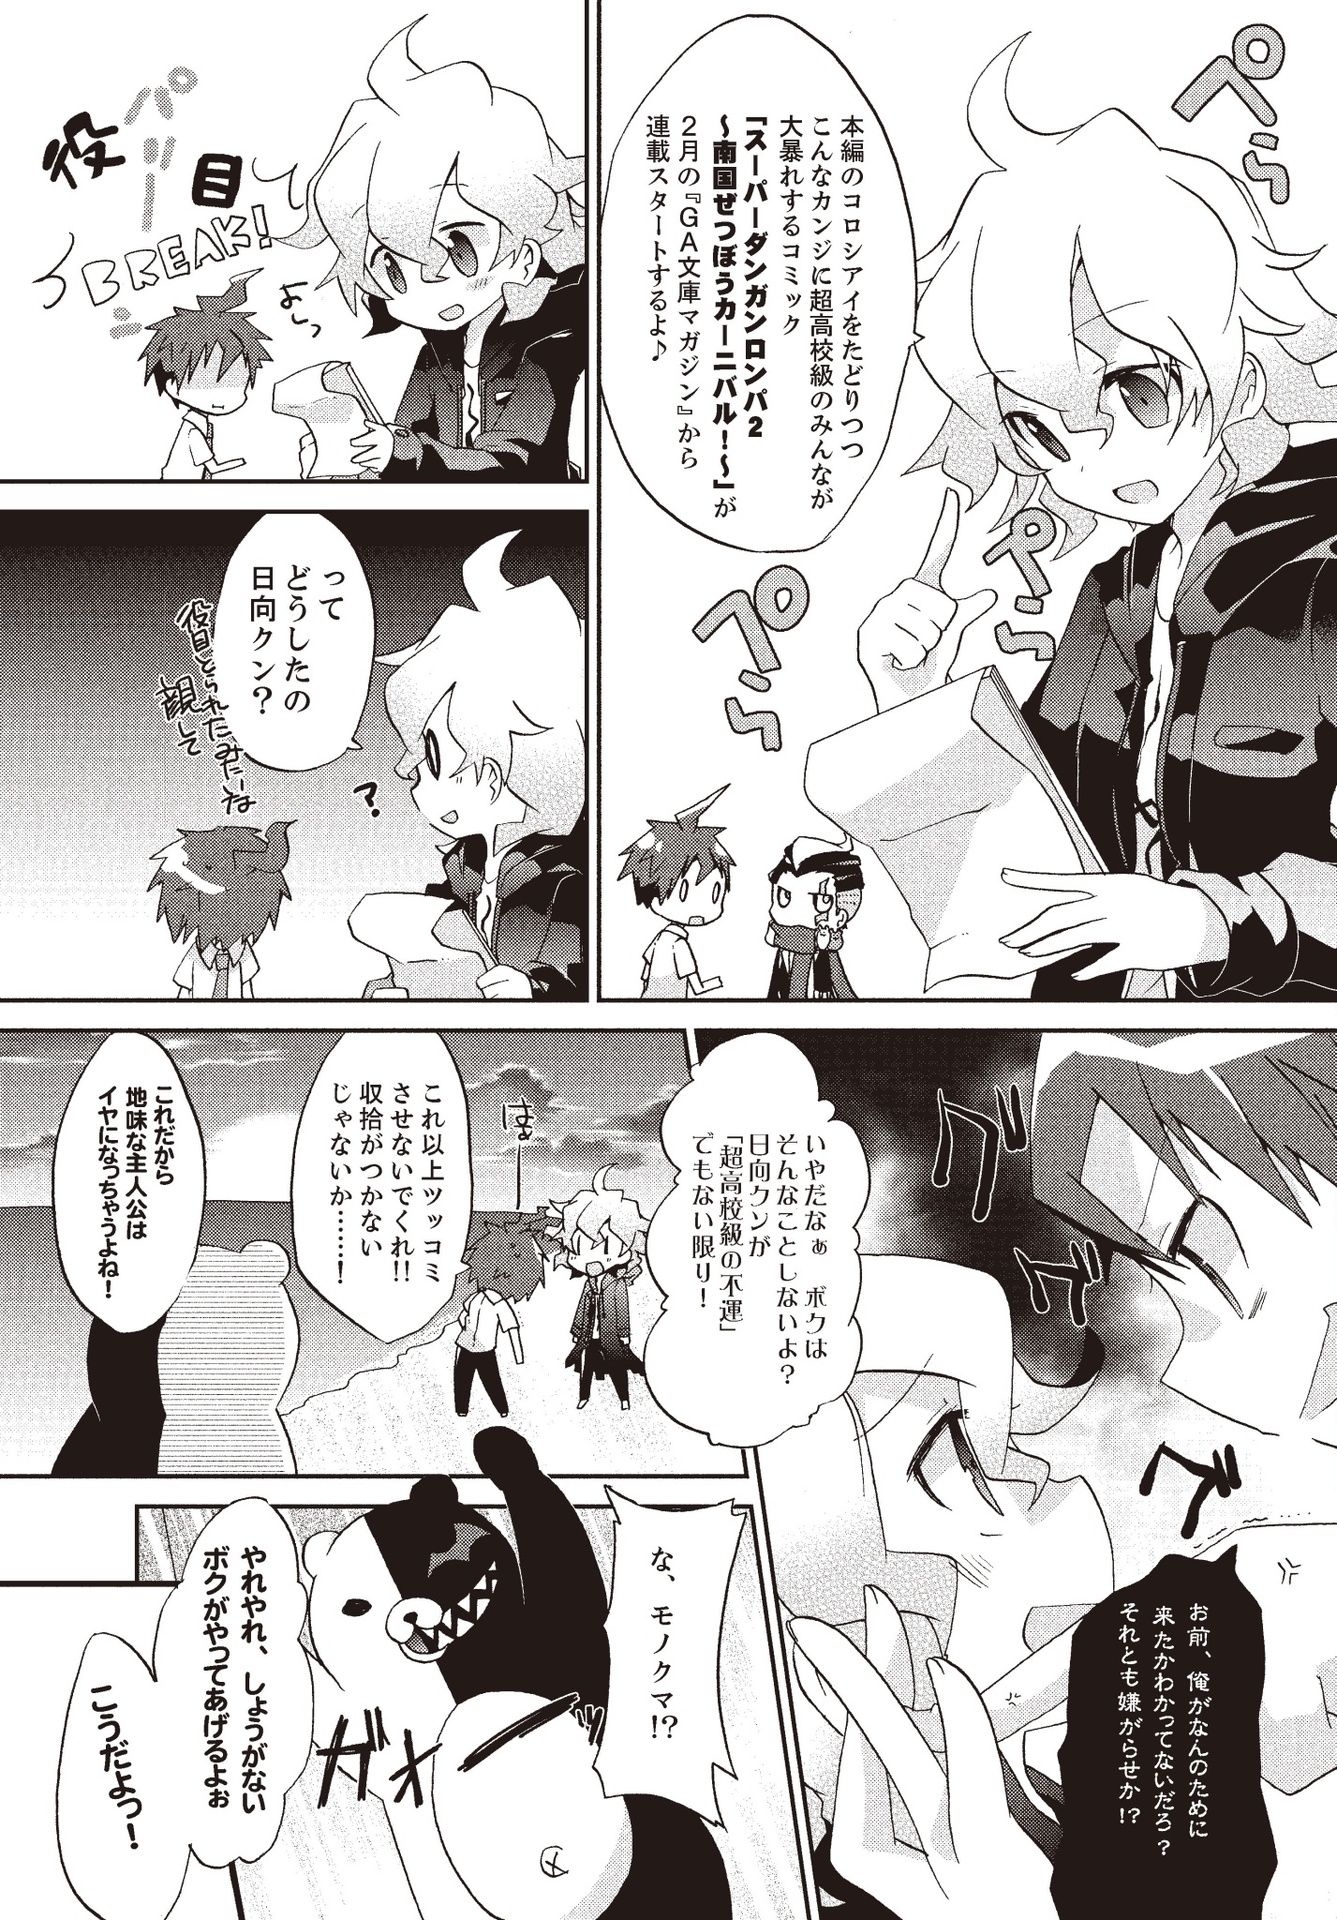 ぺら
本編のコロシアイをたどりつつ
こんなカンジに超高校級のみんなが
大暴れするコミック
「スーパーダンガンロンパ2
～南国ぜつぼうカーニバル！～」が
2月の『GA文庫マガジン』から
連載スタートするよ♪
ぺら
ぺら
役目
パリーン
BREAK!
よしっ
って
どうしたの
日向クン？
？
役目とられたみたいな
顔して
ゴゴゴゴ
いやだなぁ　ボクは
そんなことしないよ？
日向クンが
「超高校級の不運」
でもない限り！
お前、俺がなんのために
来たかわかってないだろ？
それとも嫌がらせか!?
はぁー
これ以上ツッコミ
させないでくれ!!
収拾がつかない
じゃないか……！
これだから
地味な主人公は
イヤになっちゃうよね！
な、モノクマ!?
ガオー
やれやれ、しょうがない
ボクがやってあげるよぉ
こうだよっ！